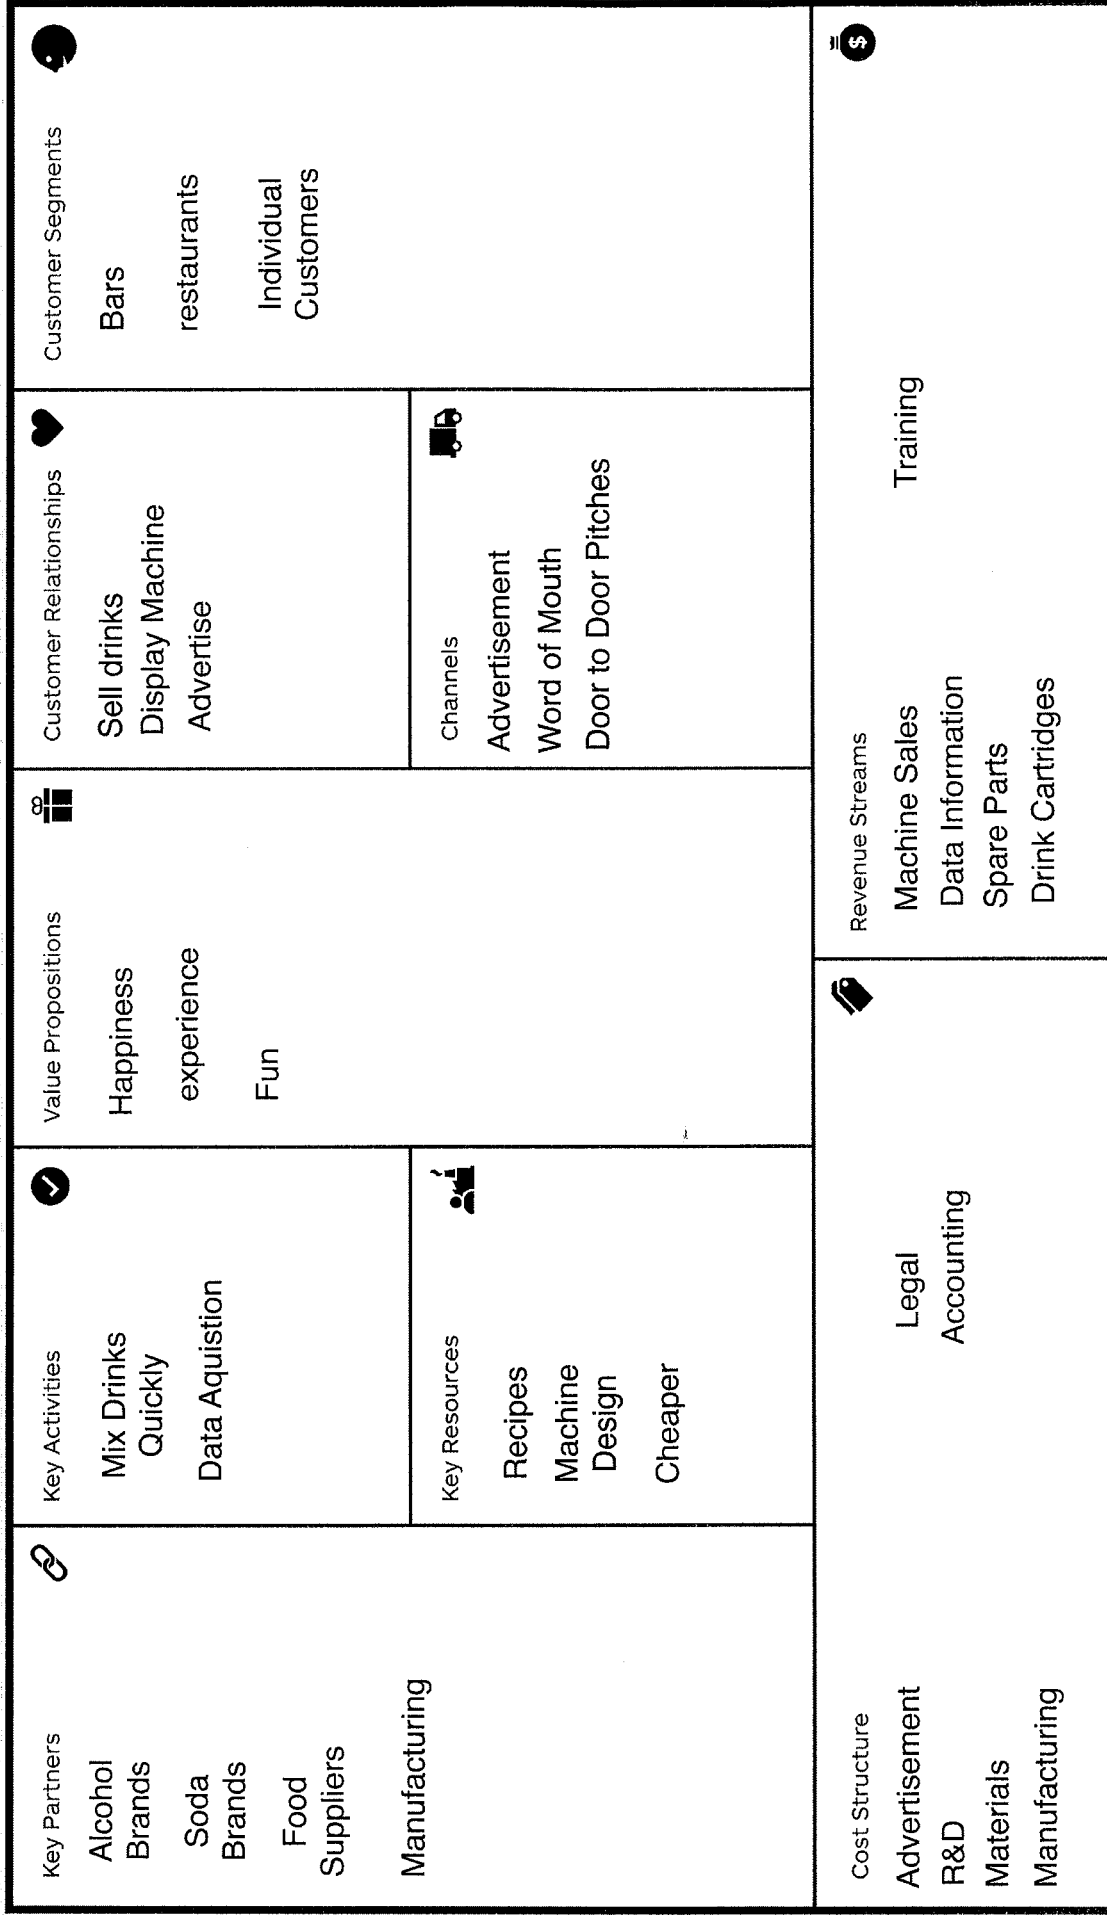 Key Partners
Alcohol
Brands
Soda
Brands
Food
Suppliers
Manufacturing
Key Activities
Mix Drinks
Quickly
Data Aquistion
Key Resources
Recipes
Machine
Design
Cheaper
Value Propositions
Happiness
experience
Fun
Customer Relationships
Sell drinks
Display Machine
Advertise
Channels
Advertisement
Word of Mouth
Door to Door Pitches
Customer Segments
Bars
restaurants
Individual
Customers
Cost Structure
Advertisement
R&D
Materials
Manufacturing
Legal
Accounting
Revenue Streams
Machine Sales
Data Information
Spare Parts
Drink Cartridges
Training
$